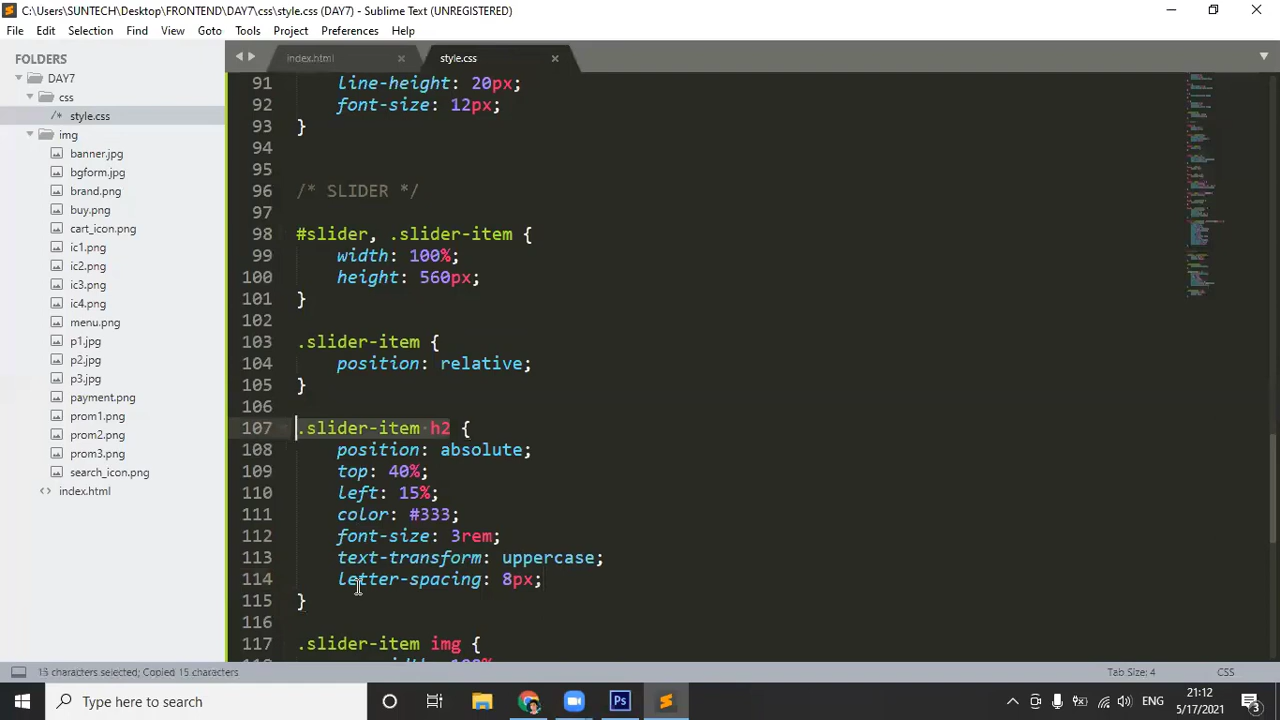 C:\Users\SUNTECH\Desktop\FRONTEND\DAY7\css\style.css (DAY7) - Sublime Text (UNREGISTERED)
File Edit Selection Find View Goto Tools Project Preferences Help
FOLDERS
DAY7
css
/* style.css
img
banner.jpg
bgform.jpg
brand.png
buy.png
cart_icon.png
ic1.png
ic2.png
ic3.png
ic4.png
menu.png
p1.jpg
p2.jpg
p3.jpg
payment.png
prom1.png
prom2.png
prom3.png
search_icon.png
<> index.html
index.html
style.css
91 line-height: 20px;
92 font-size: 12px;
93 }
94
95
96 /* SLIDER */
97
98 #slider, .slider-item {
99 width: 100%;
100 height: 560px;
101 }
102
103 .slider-item {
104 position: relative;
105 }
106
107 .slider-item h2 {
108 position: absolute;
109 top: 40%;
110 left: 15%;
111 color: #333;
112 font-size: 3rem;
113 text-transform: uppercase;
114 letter-spacing: 8px;
115 }
116
117 .slider-item img {
15 characters selected; Copied 15 characters
Tab Size: 4
CSS
Type here to search
Ps
ENG
21:12
5/17/2021
3